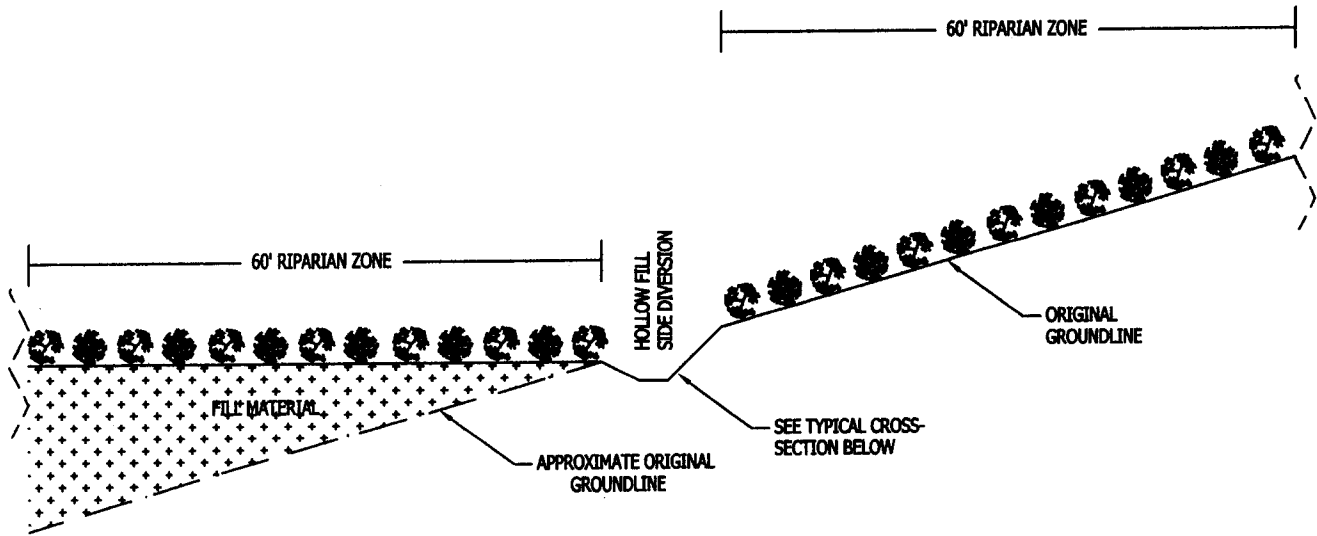 60' RIPARIAN ZONE
60' RIPARIAN ZONE
HOLLOW FILL
SIDE DIVERSION
ORIGINAL
GROUNDLINE
FILL MATERIAL
SEE TYPICAL CROSS-
SECTION BELOW
APPROXIMATE ORIGINAL
GROUNDLINE